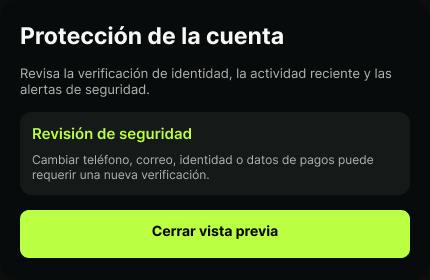 Protección de la cuenta
Revisa la verificación de identidad, la actividad reciente y las
alertas de seguridad.
Revisión de seguridad
Cambiar teléfono, correo, identidad o datos de pagos puede
requerir una nueva verificación.
Cerrar vista previa